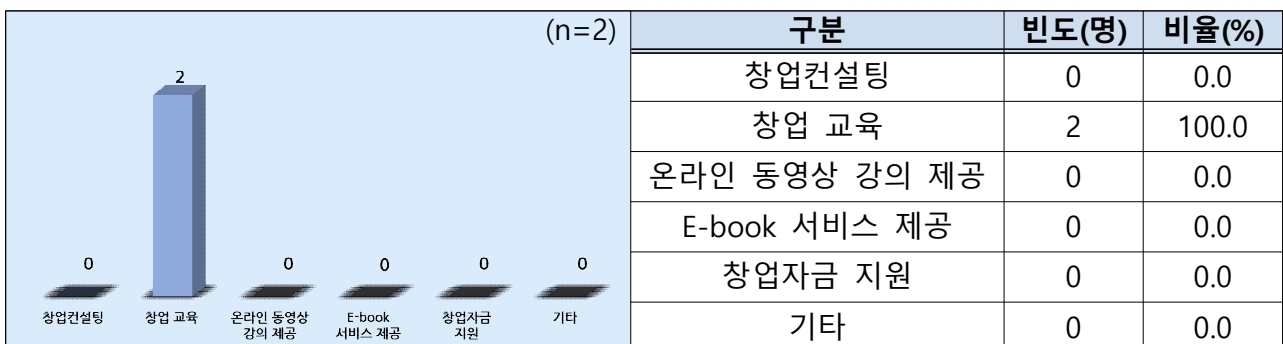 (n=2)
2
0
0
0
0
0
창업컨설팅
창업 교육
온라인 동영상
강의 제공
E-book
서비스 제공
창업자금
지원
기타
구분 빈도(명) 비율(%)
창업컨설팅 0 0.0
창업 교육 2 100.0
온라인 동영상 강의 제공 0 0.0
E-book 서비스 제공 0 0.0
창업자금 지원 0 0.0
기타 0 0.0